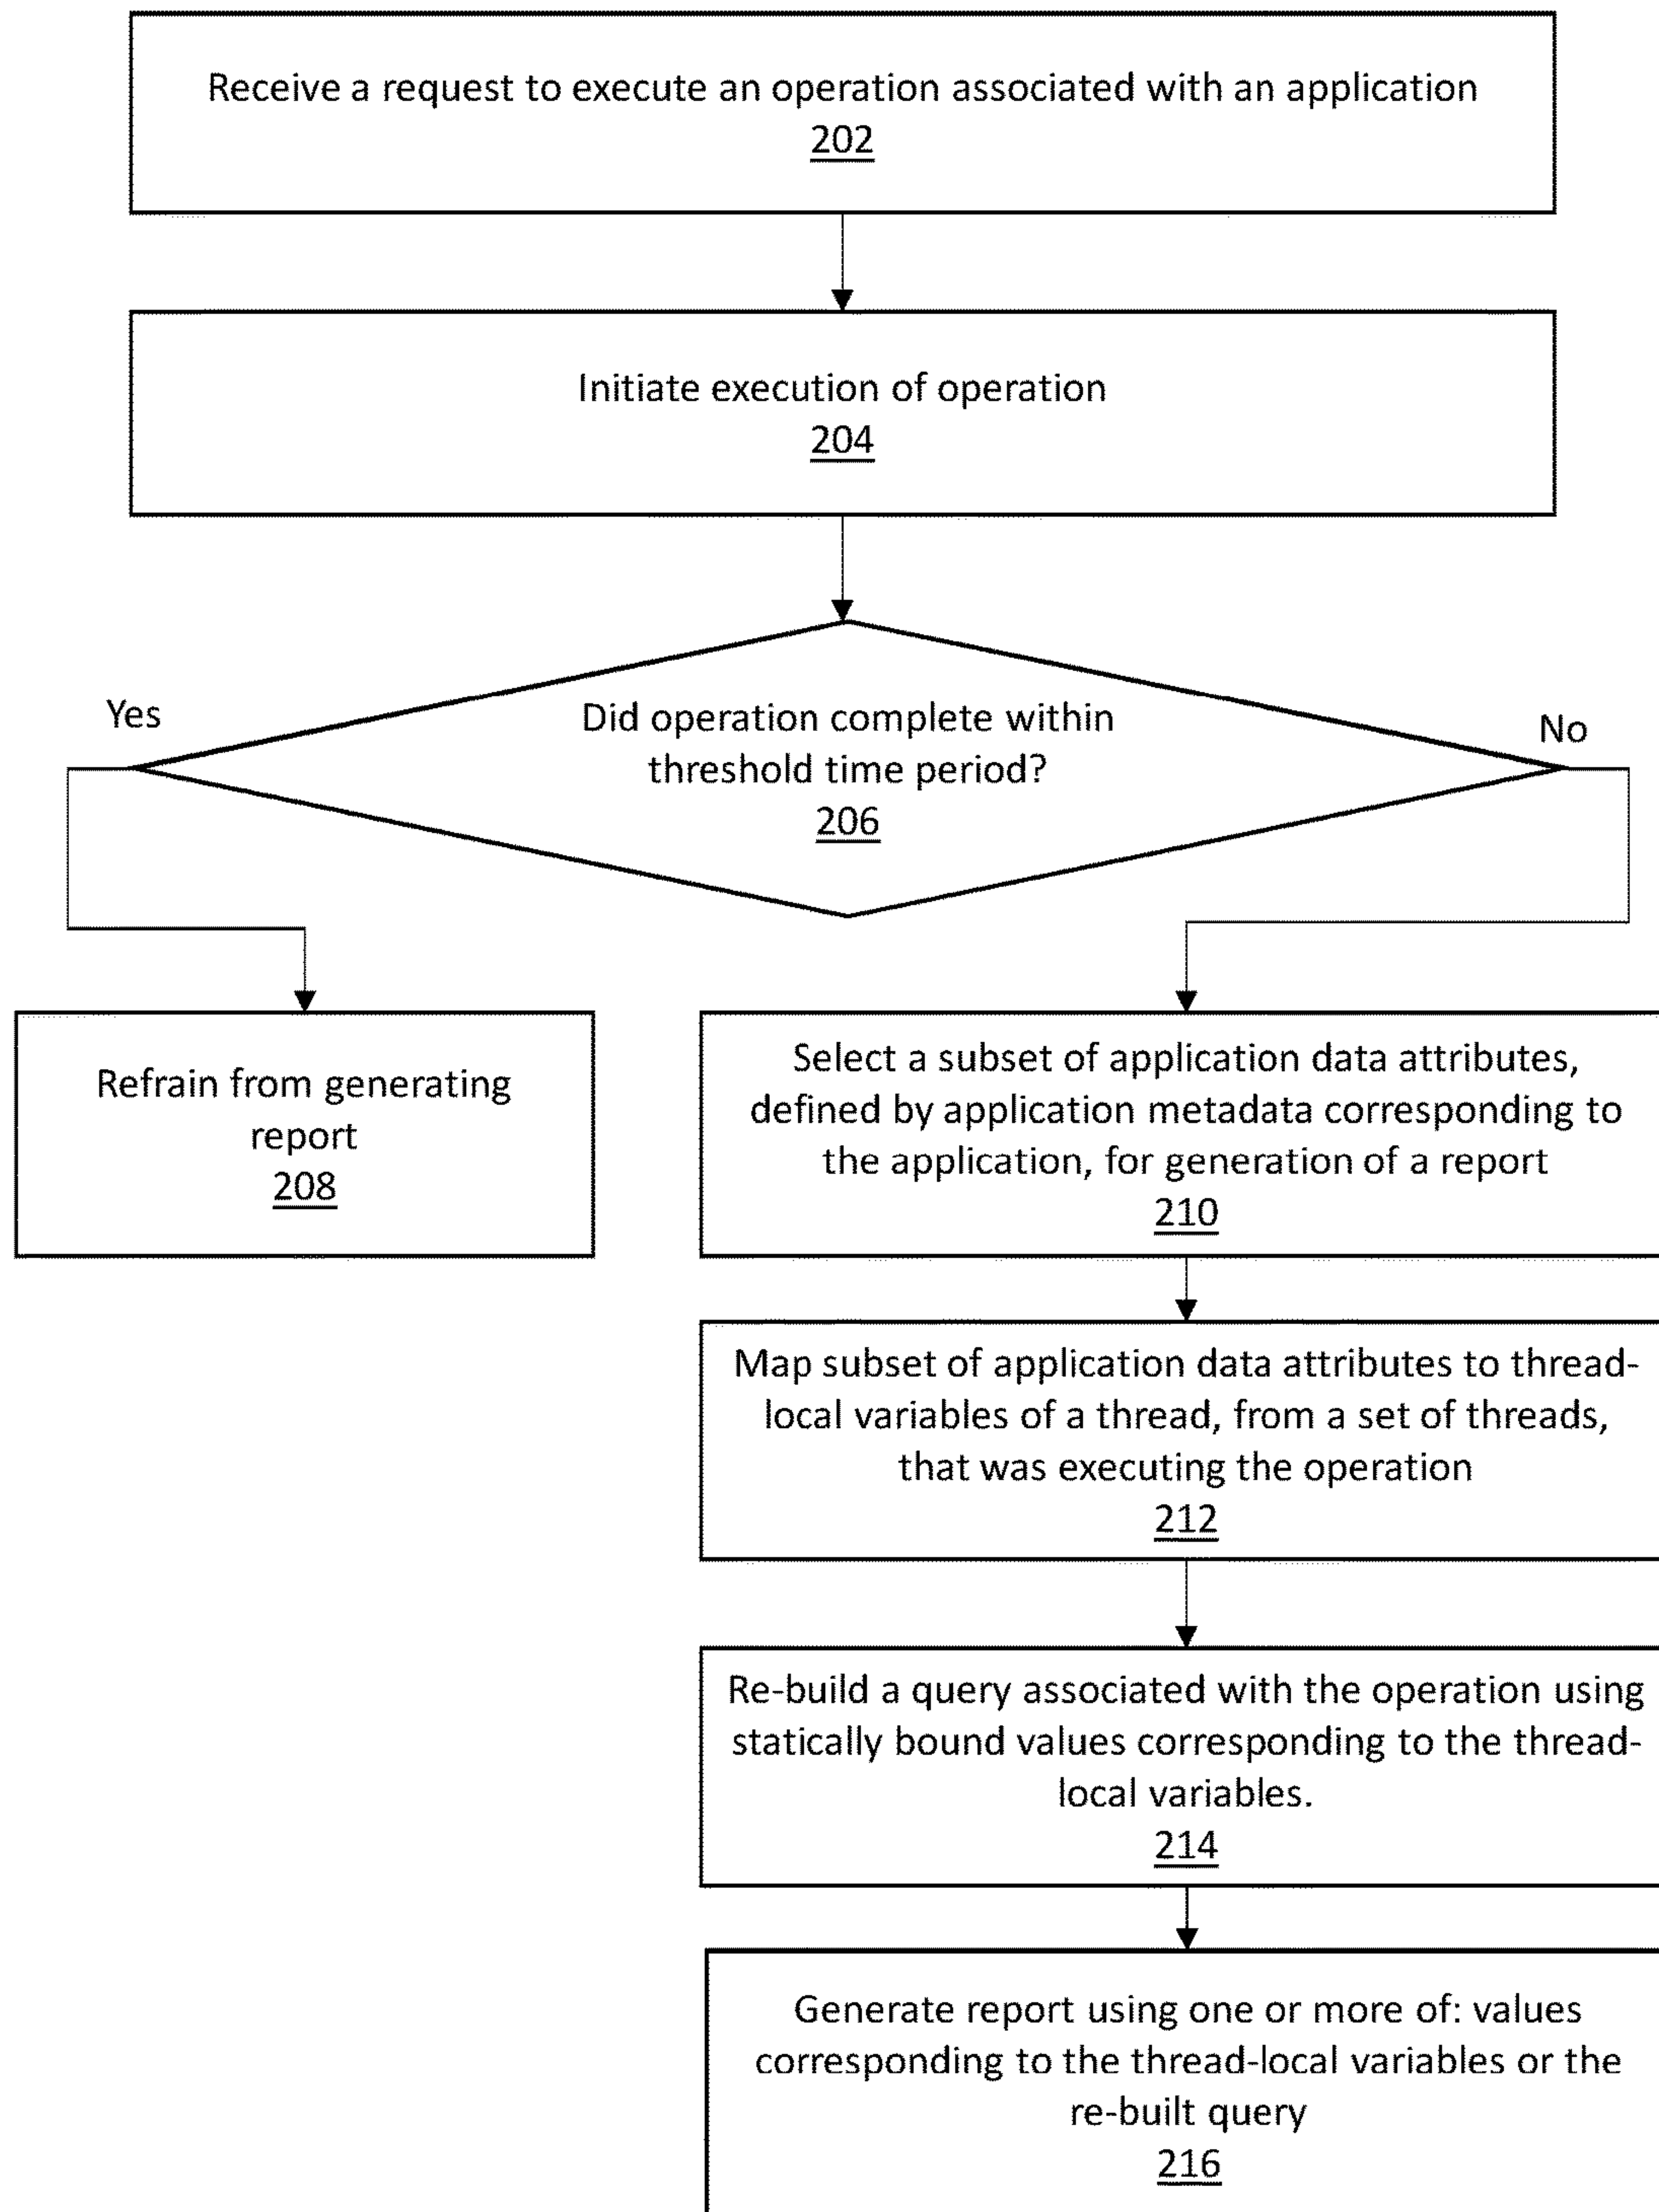 Receive a request to execute an operation associated with an application
202
Initiate execution of operation
204
Yes
No
Did operation complete within
threshold time period?
206
Refrain from generating
report
208
Select a subset of application data attributes,
defined by application metadata corresponding to
the application, for generation of a report
210
Map subset of application data attributes to thread-
local variables of a thread, from a set of threads,
that was executing the operation
212
Re-build a query associated with the operation using
statically bound values corresponding to the thread-
local variables.
214
Generate report using one or more of: values
corresponding to the thread-local variables or the
re-built query
216